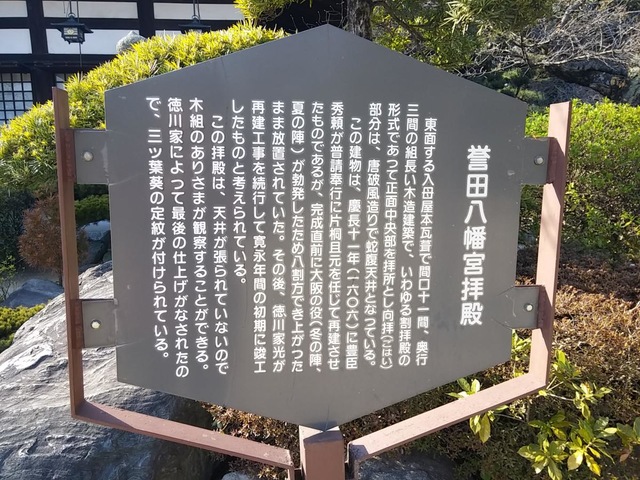 誉田八幡宮拝殿
東面する入母屋本瓦葺で間口十一間、奥行
三間の組長い木造建築で、いわゆる割拝殿の
形式であつて正面中央部を拝所とし向拝(ごはい)
部分は、唐破風造りで蛇腹天井となつている。
この建物は、慶長十一年(一六〇六)に豊臣
秀頼が普請奉行に片桐且元を任じて再建させ
たものであるが、完成直前に大阪の役(冬の陣、
夏の陣)が勃発したため八割方でき上がつた
まま放置されていた。その後、徳川家光が
再建工事を続行して寛永年間の初期に竣工
したものと考えられている。
この拝殿は、天井が張られていないので
木組のありさまが観察することができる。
徳川家によって最後の仕上げがなされたの
で、三ッ葉葵の定紋が付けられている。